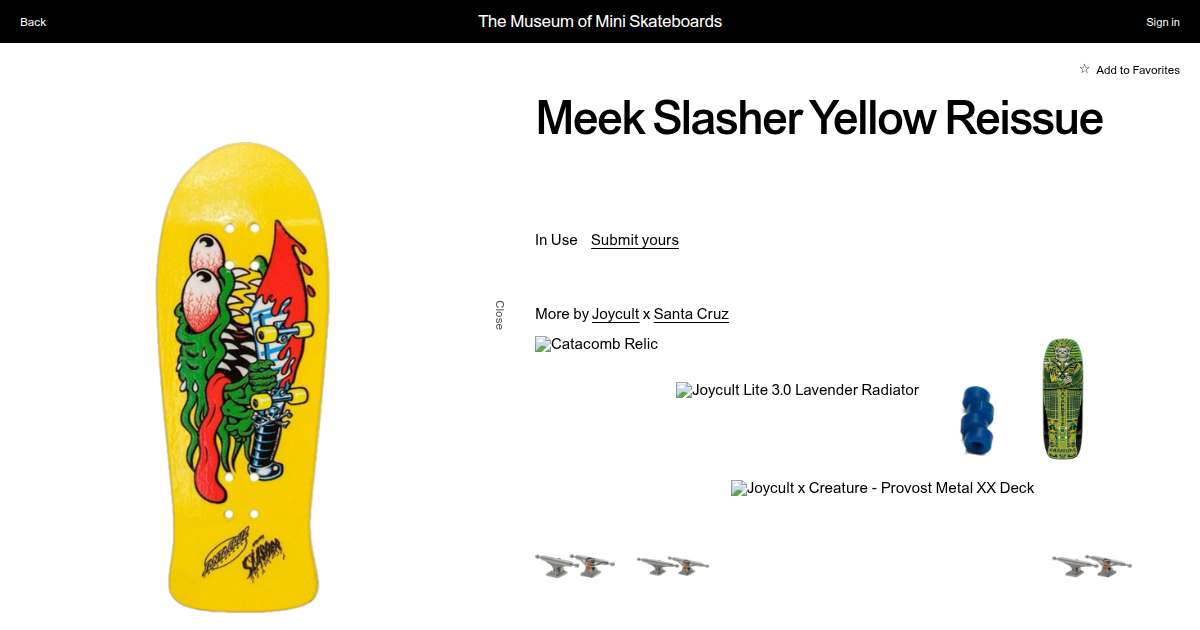 Back
The Museum of Mini Skateboards
Sign in
☆ Add to Favorites
Meek Slasher Yellow Reissue
In Use Submit yours
Close
More by Joycult x Santa Cruz
Catacomb Relic
Joycult Lite 3.0 Lavender Radiator
Joycult x Creature - Provost Metal XX Deck
SLASHER